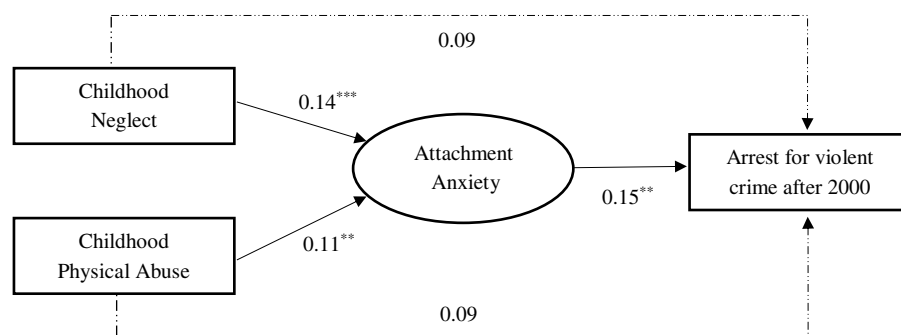 0.09
Childhood
Neglect
0.14***
Attachment
Anxiety
Arrest for violent
crime after 2000
0.15**
Childhood
Physical Abuse
0.11**
0.09